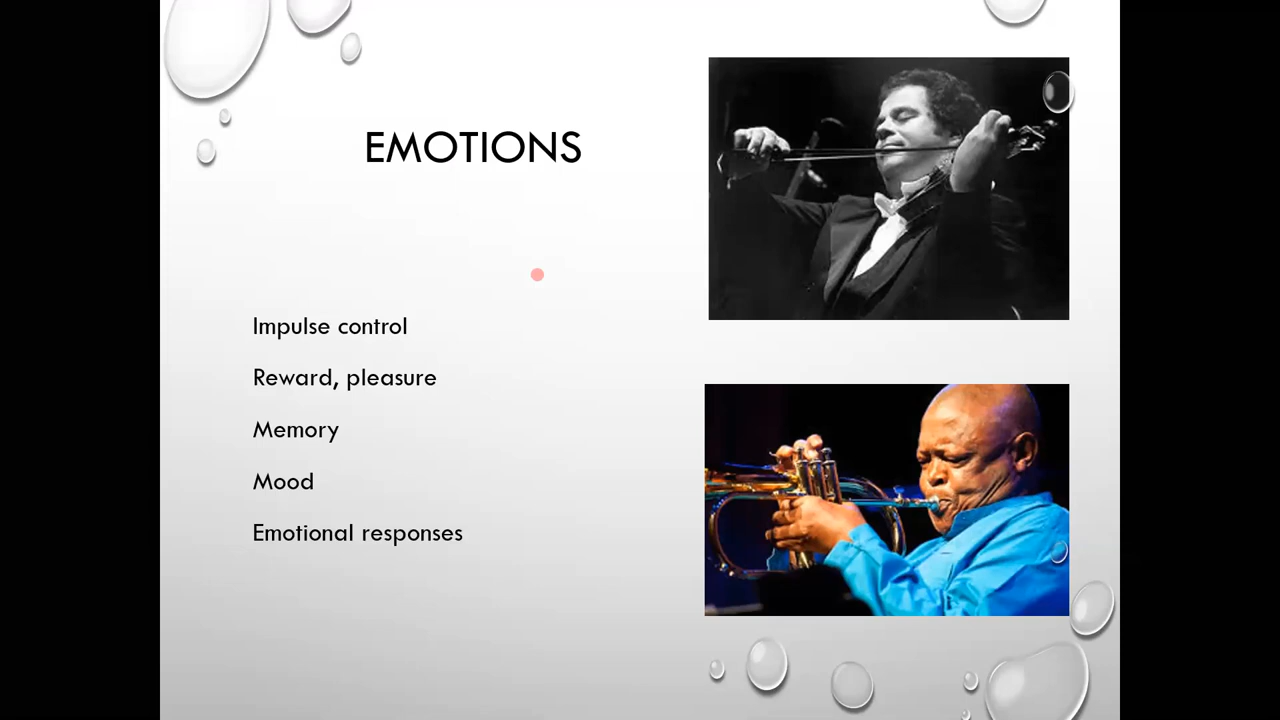 EMOTIONS
Impulse control
Reward, pleasure
Memory
Mood
Emotional responses